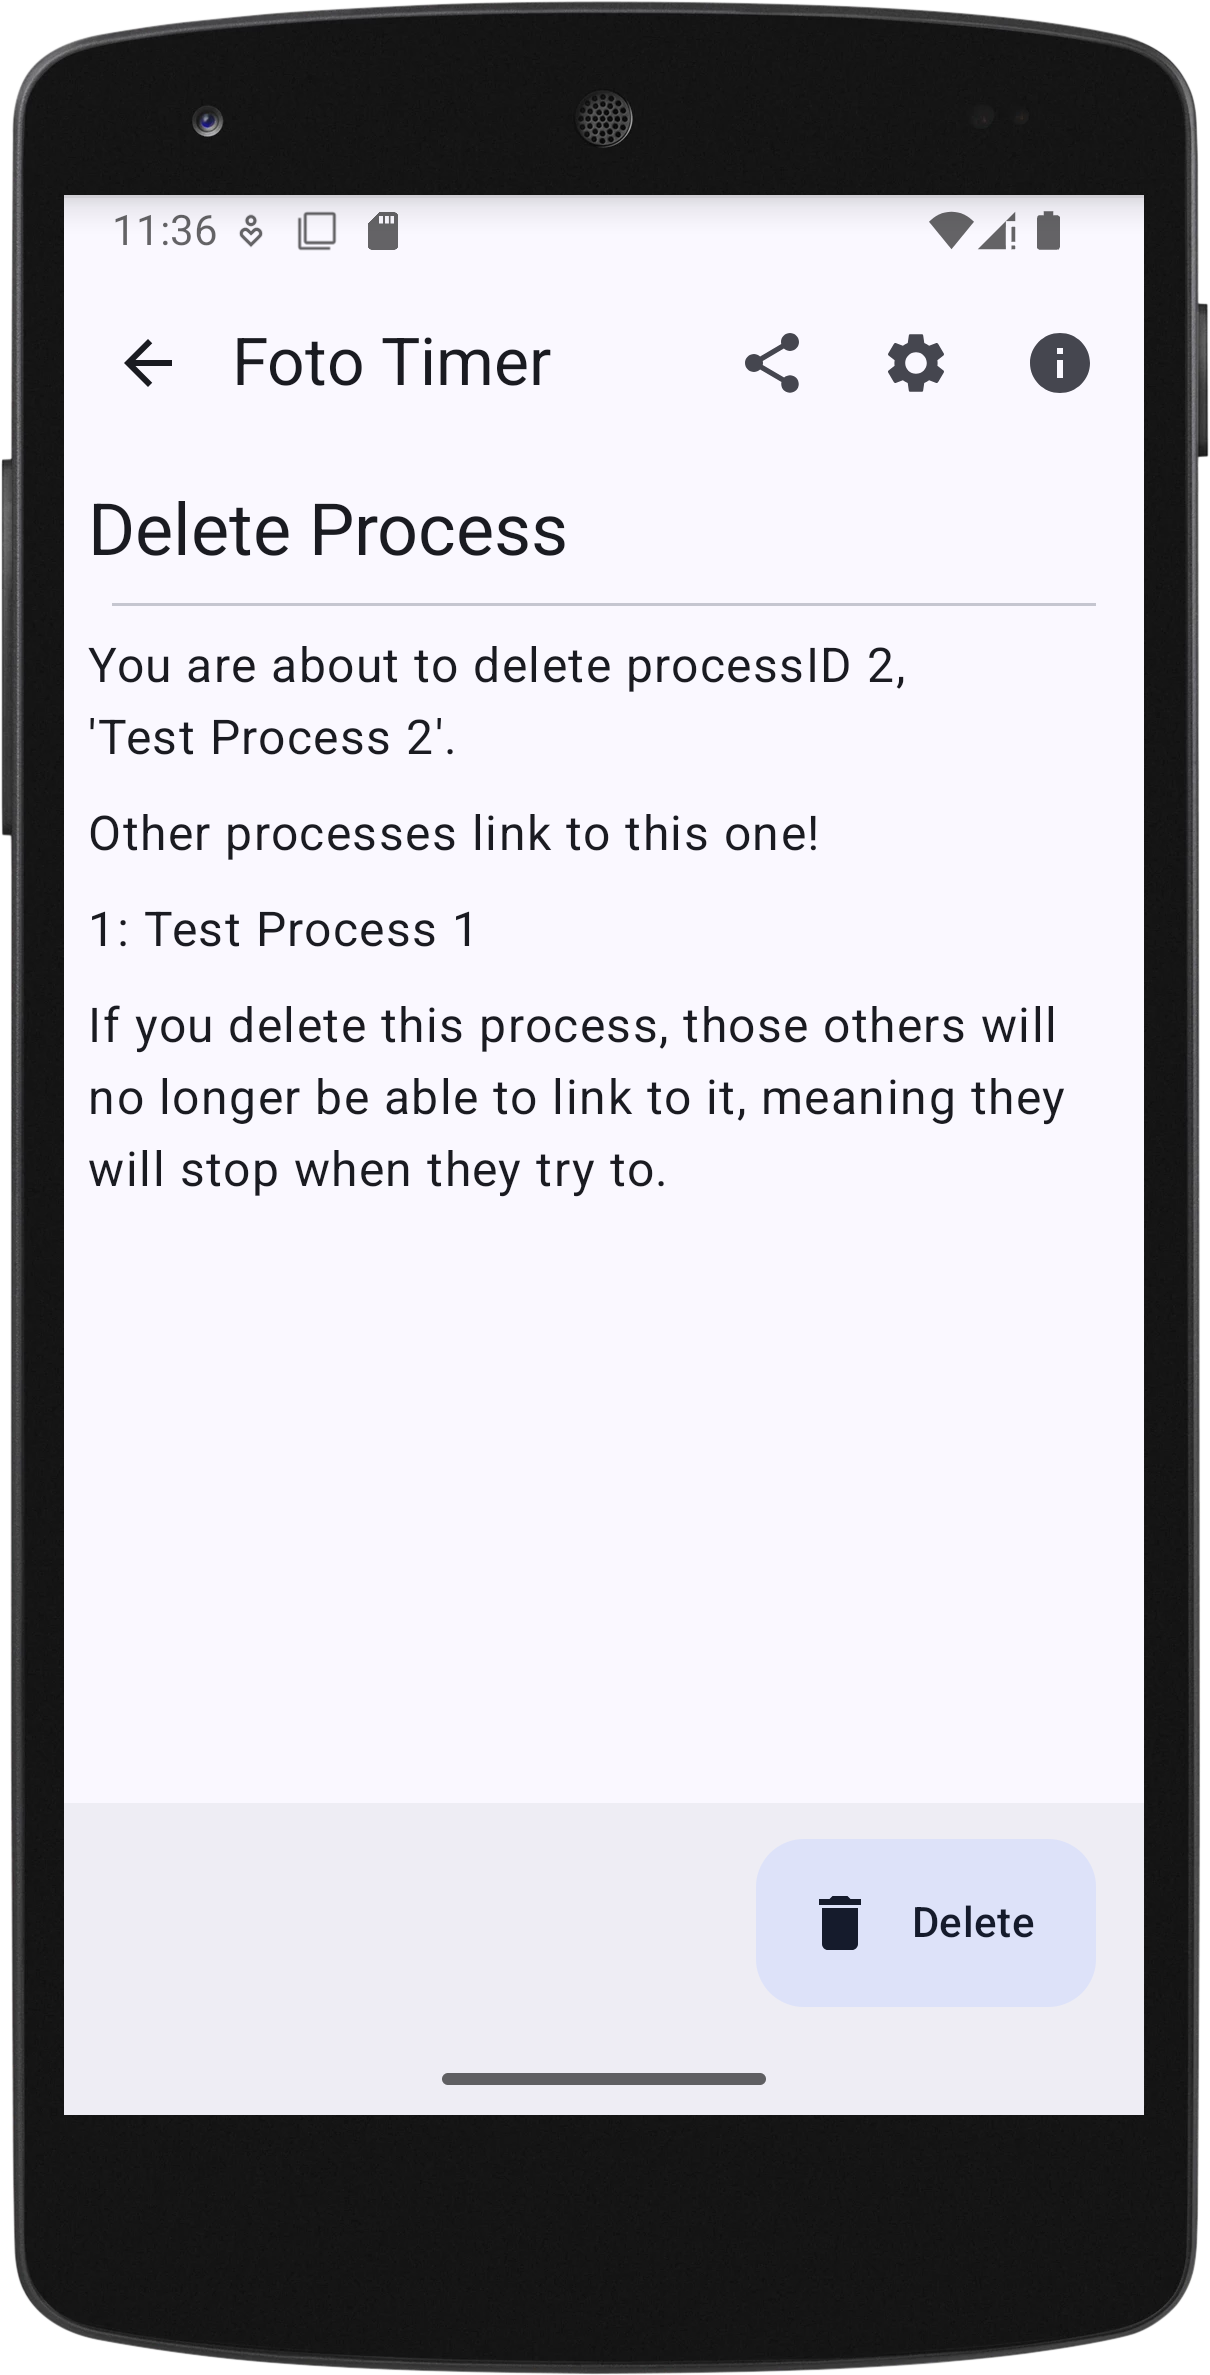 11:36
Foto Timer
Delete Process
You are about to delete processID 2,
'Test Process 2'.
Other processes link to this one!
1: Test Process 1
If you delete this process, those others will
no longer be able to link to it, meaning they
will stop when they try to.
Delete